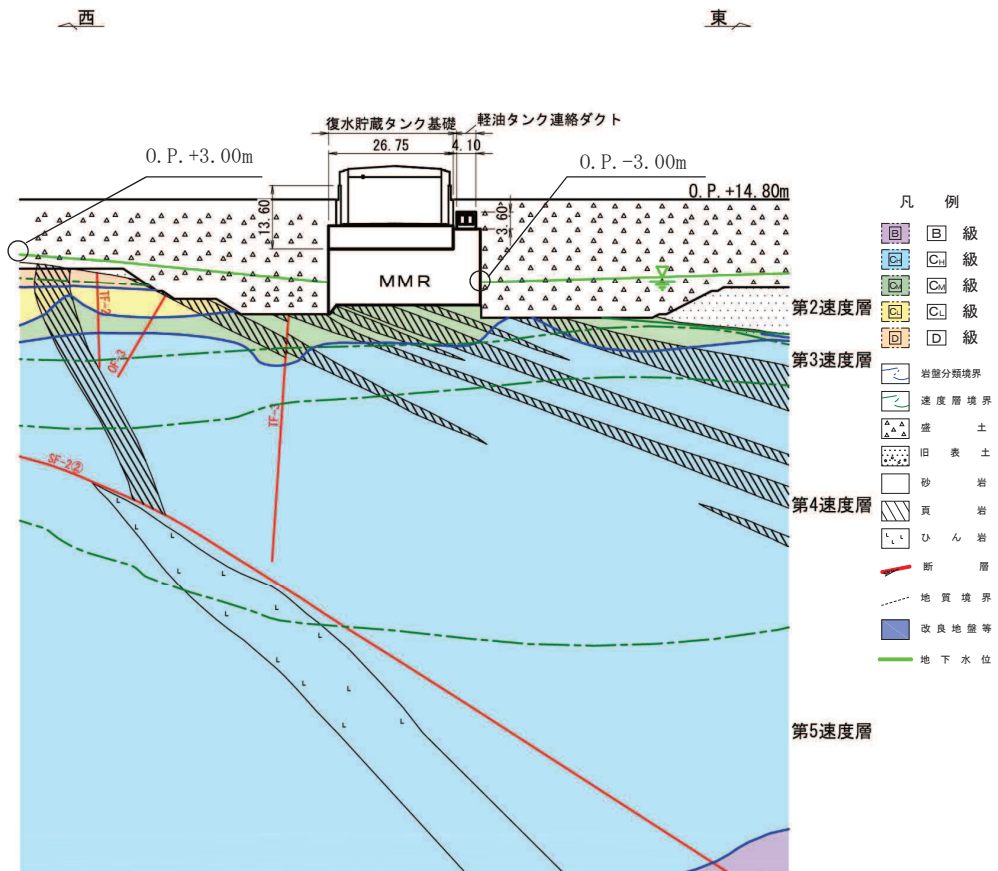 西
東
復水貯蔵タンク基礎
軽油タンク連絡ダクト
26.75
4.10
O.P.+3.00m
O.P.-3.00m
O.P.+14.80m
13.60
3.60
MMR
TF-2
OF-3
SF-2(2)
第2速度層
第3速度層
第4速度層
第5速度層
凡 例
B B 級
CH CH 級
CM CM 級
CL CL 級
D D 級
岩盤分類境界
速度層境界
盛 土
旧 表 土
砂 岩
頁 岩
ひ ん 岩
断 層
地 質 境 界
改 良 地 盤 等
地 下 水 位